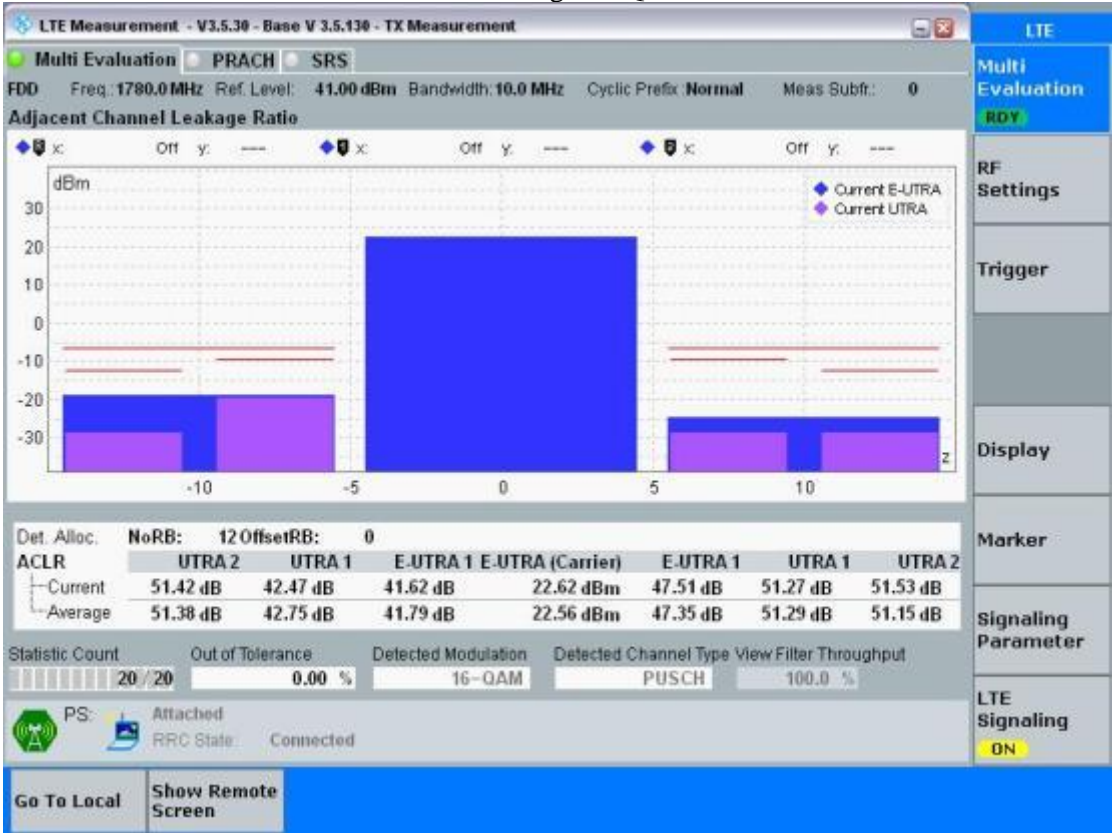 LTE Measurement - V3.5.30 - Base V 3.5.130 - TX Measurement
LTE
Multi Evaluation PRACH SRS
Multi
Evaluation
RDY
FDD Freq.: 1780.0 MHz Ref. Level: 41.00 dBm Bandwidth: 10.0 MHz Cyclic Prefix: Normal Meas Subfr.: 0
Adjacent Channel Leakage Ratio
x: Off y: --- x: Off y: --- x: Off y: ---
dBm
Current E-UTRA
Current UTRA
30
20
10
0
-10
-20
-30
z
-10 -5 0 5 10
RF
Settings
Trigger
Display
Marker
Signaling
Parameter
LTE
Signaling
ON
Det. Alloc. NoRB: 12 OffsetRB: 0
ACLR UTRA 2 UTRA 1 E-UTRA 1 E-UTRA (Carrier) E-UTRA 1 UTRA 1 UTRA 2
Current 51.42 dB 42.47 dB 41.62 dB 22.62 dBm 47.51 dB 51.27 dB 51.53 dB
Average 51.38 dB 42.75 dB 41.79 dB 22.56 dBm 47.35 dB 51.29 dB 51.15 dB
Statistic Count Out of Tolerance Detected Modulation Detected Channel Type View Filter Throughput
20 / 20 0.00 % 16-QAM PUSCH 100.0 %
PS: Attached
RRC State: Connected
Go To Local
Show Remote
Screen